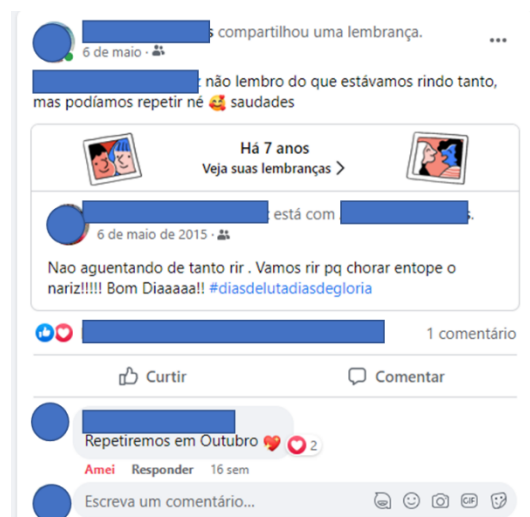 s compartilhou uma lembrança.
6 de maio ·
não lembro do que estávamos rindo tanto,
mas podíamos repetir né 🥰 saudades
Há 7 anos
Veja suas lembranças >
está com
6 de maio de 2015 ·
Nao aguentando de tanto rir . Vamos rir pq chorar entope o
nariz!!!!! Bom Diaaaaa!! #diasdelutadiasdegloria
1 comentário
Curtir Comentar
Repetiremos em Outubro 💖 2
Amei Responder 16 sem
Escreva um comentário... GIF